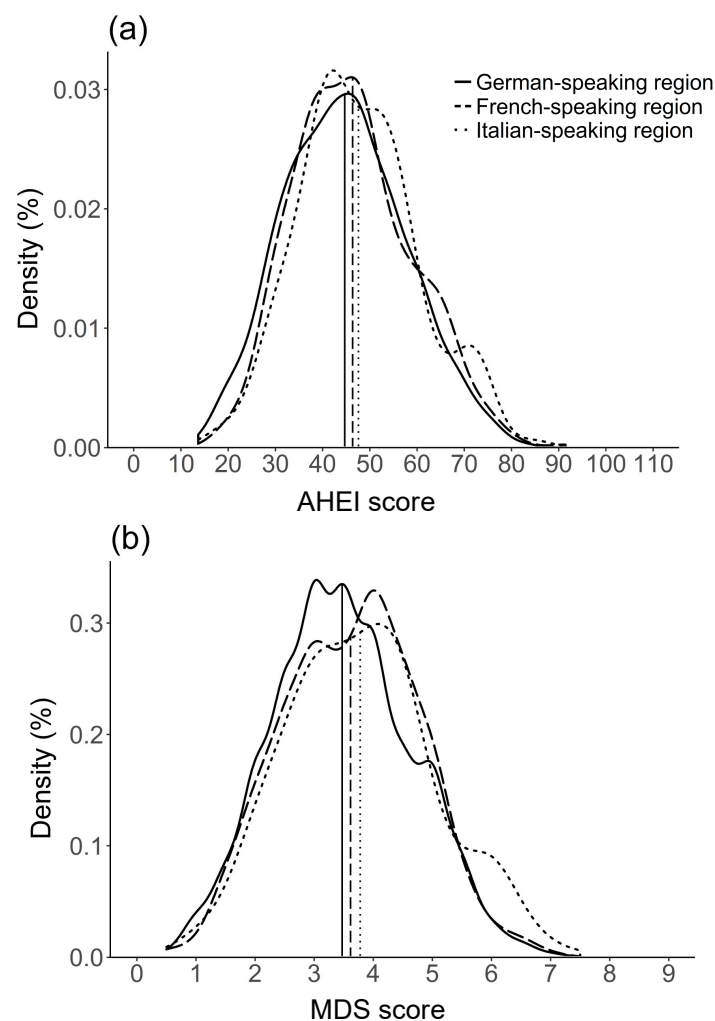 (a)
German-speaking region
French-speaking region
Italian-speaking region
Density (%)
0.03
0.02
0.01
0.00
0 10 20 30 40 50 60 70 80 90 100 110
AHEI score
(b)
Density (%)
0.3
0.2
0.1
0.0
0 1 2 3 4 5 6 7 8 9
MDS score